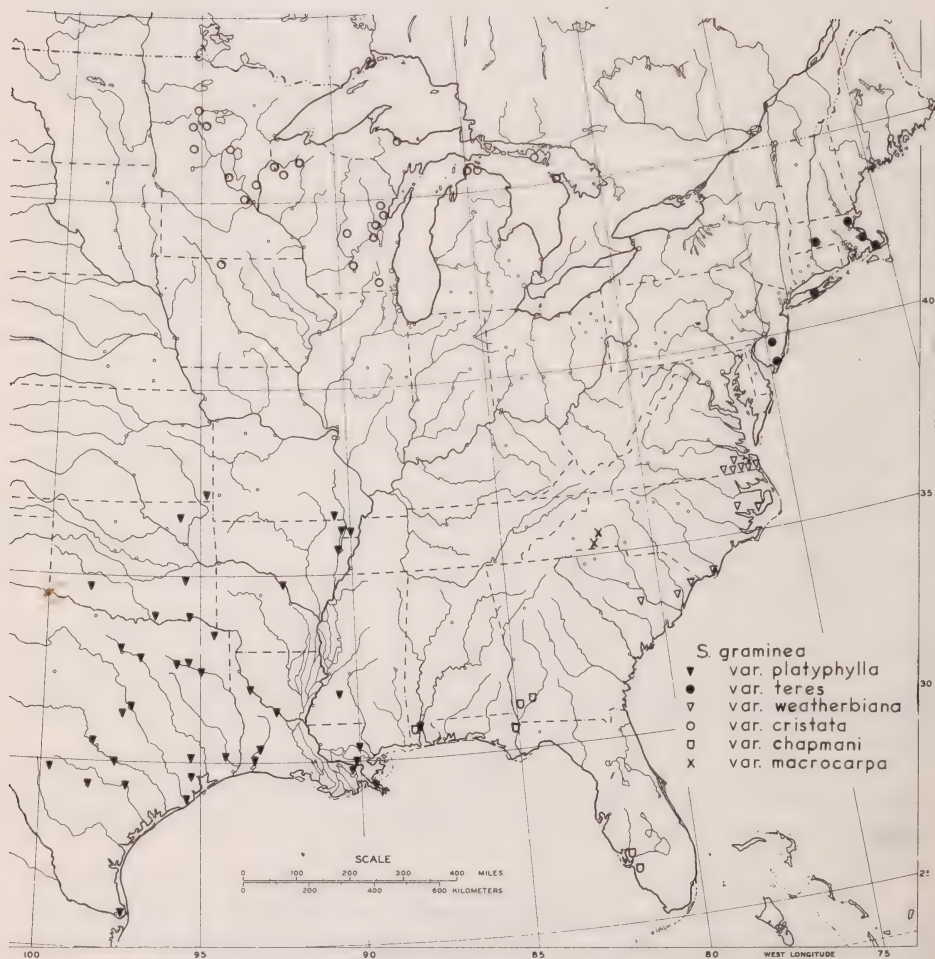 40
35
S. graminea
var. platyphylla
var. teres
var. weatherbiana
var. cristata
var. chapmani
x var. macrocarpa
30
SCALE
0 100 200 300 400 MILES
0 200 400 600 KILOMETERS
25
100 95 90 85 80 WEST LONGITUDE 75